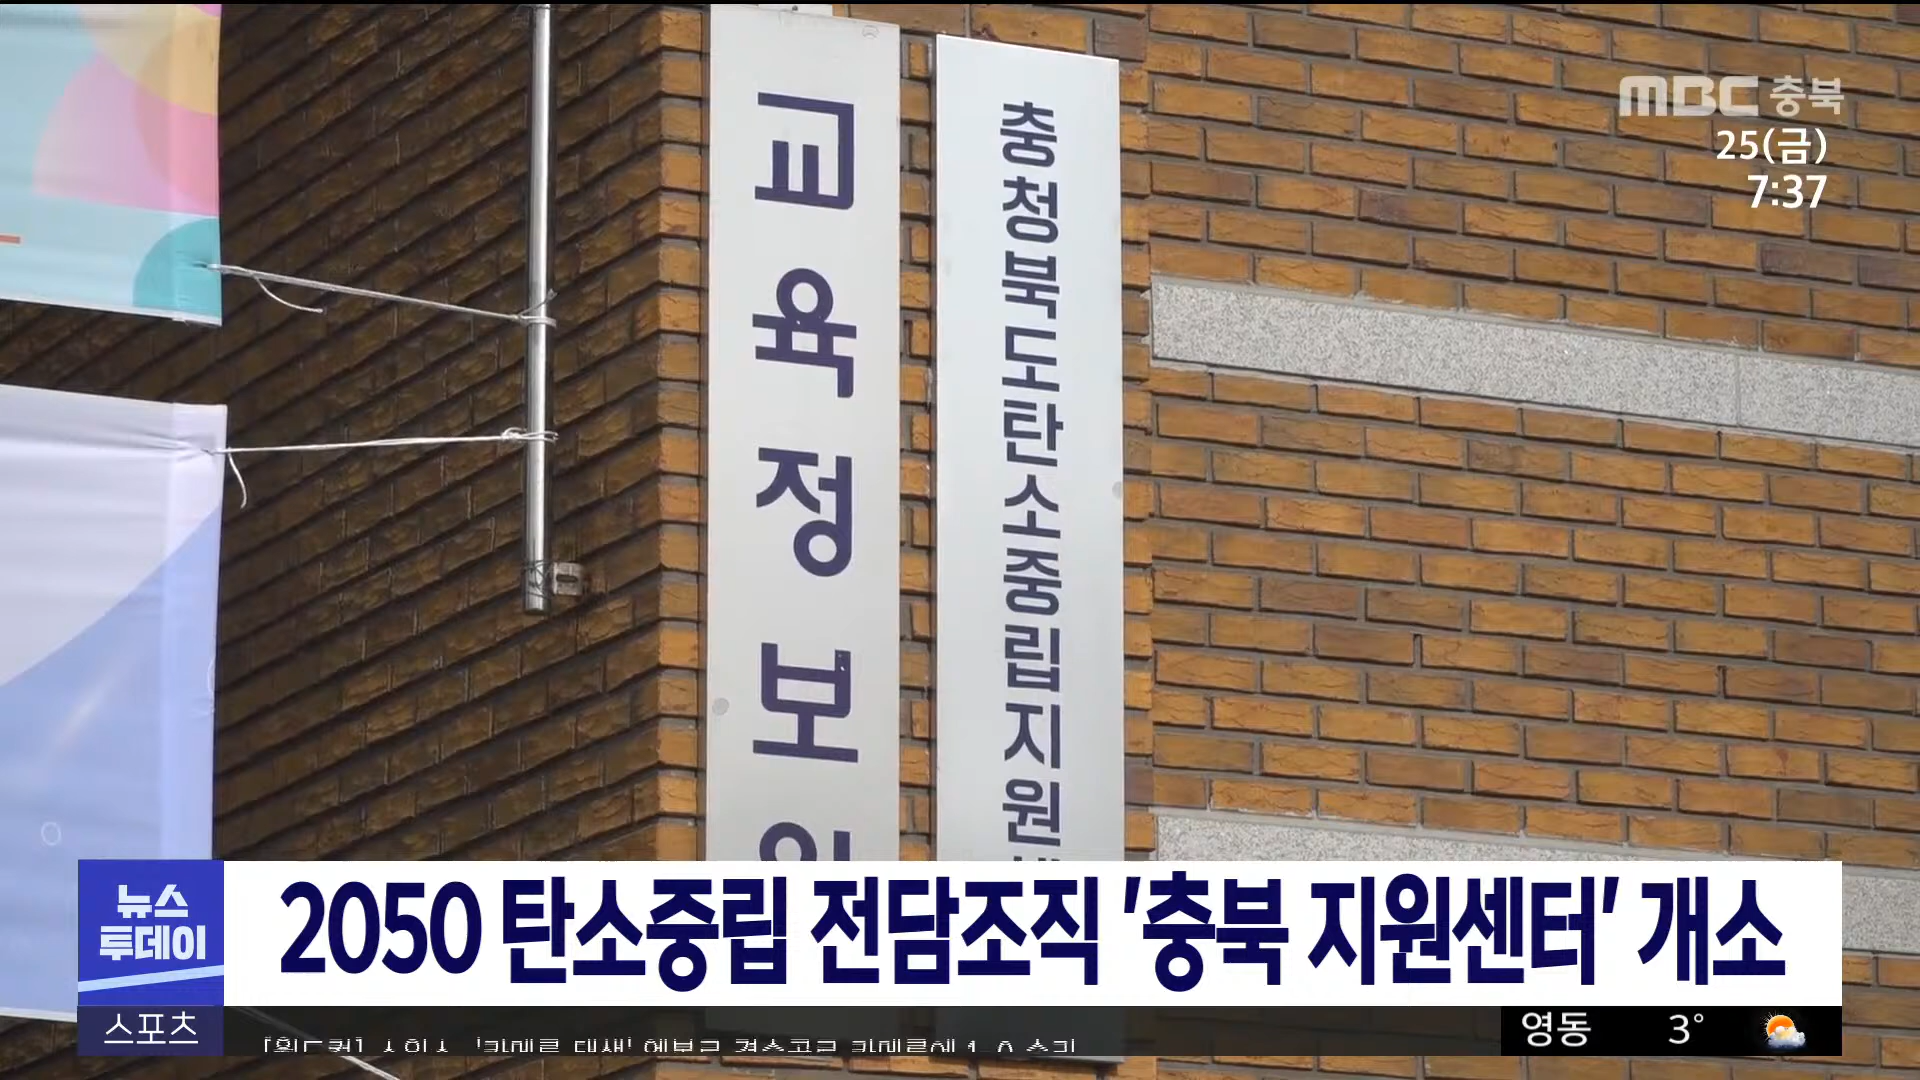 교육정보
충청북도탄소중립지원
MBC 충북
25(금)
7:37
뉴스
투데이
2050 탄소중립 전담조직 '충북 지원센터' 개소
스포츠
영동 3°